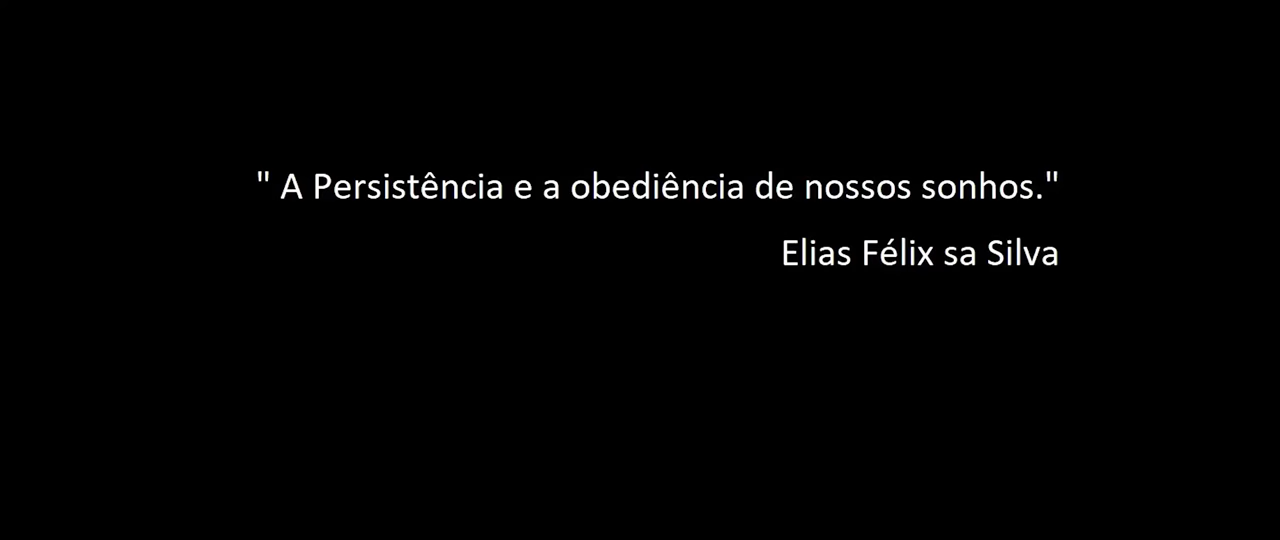 " A Persistência e a obediência de nossos sonhos."
Elias Félix sa Silva